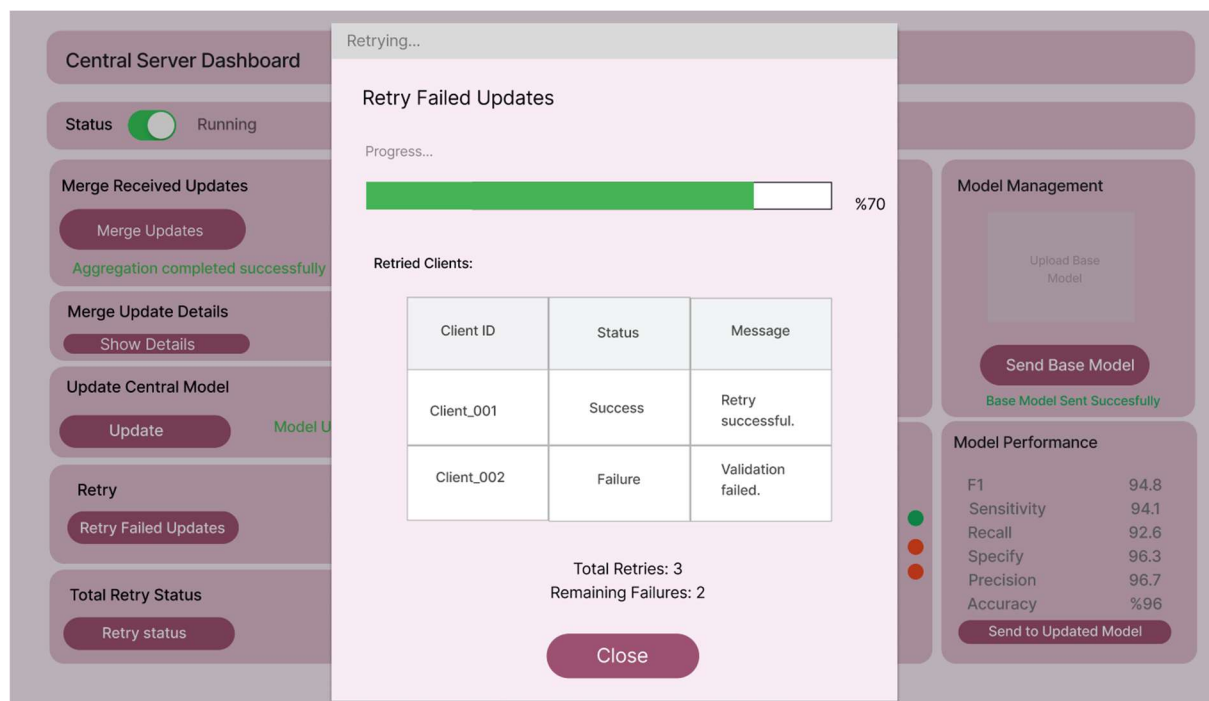 Retrying...
Central Server Dashboard
Retry Failed Updates
Status
Running
Progress...
%70
Merge Received Updates
Merge Updates
Aggregation completed successfully
Merge Update Details
Show Details
Update Central Model
Update
Model U
Retry
Retry Failed Updates
Total Retry Status
Retry status
Retried Clients:
Client ID Status Message
Client_001 Success Retry
successful.
Client_002 Failure Validation
failed.
Total Retries: 3
Remaining Failures: 2
Close
Model Management
Upload Base
Model
Send Base Model
Base Model Sent Succesfully
Model Performance
F1 94.8
Sensitivity 94.1
Recall 92.6
Specify 96.3
Precision 96.7
Accuracy %96
Send to Updated Model